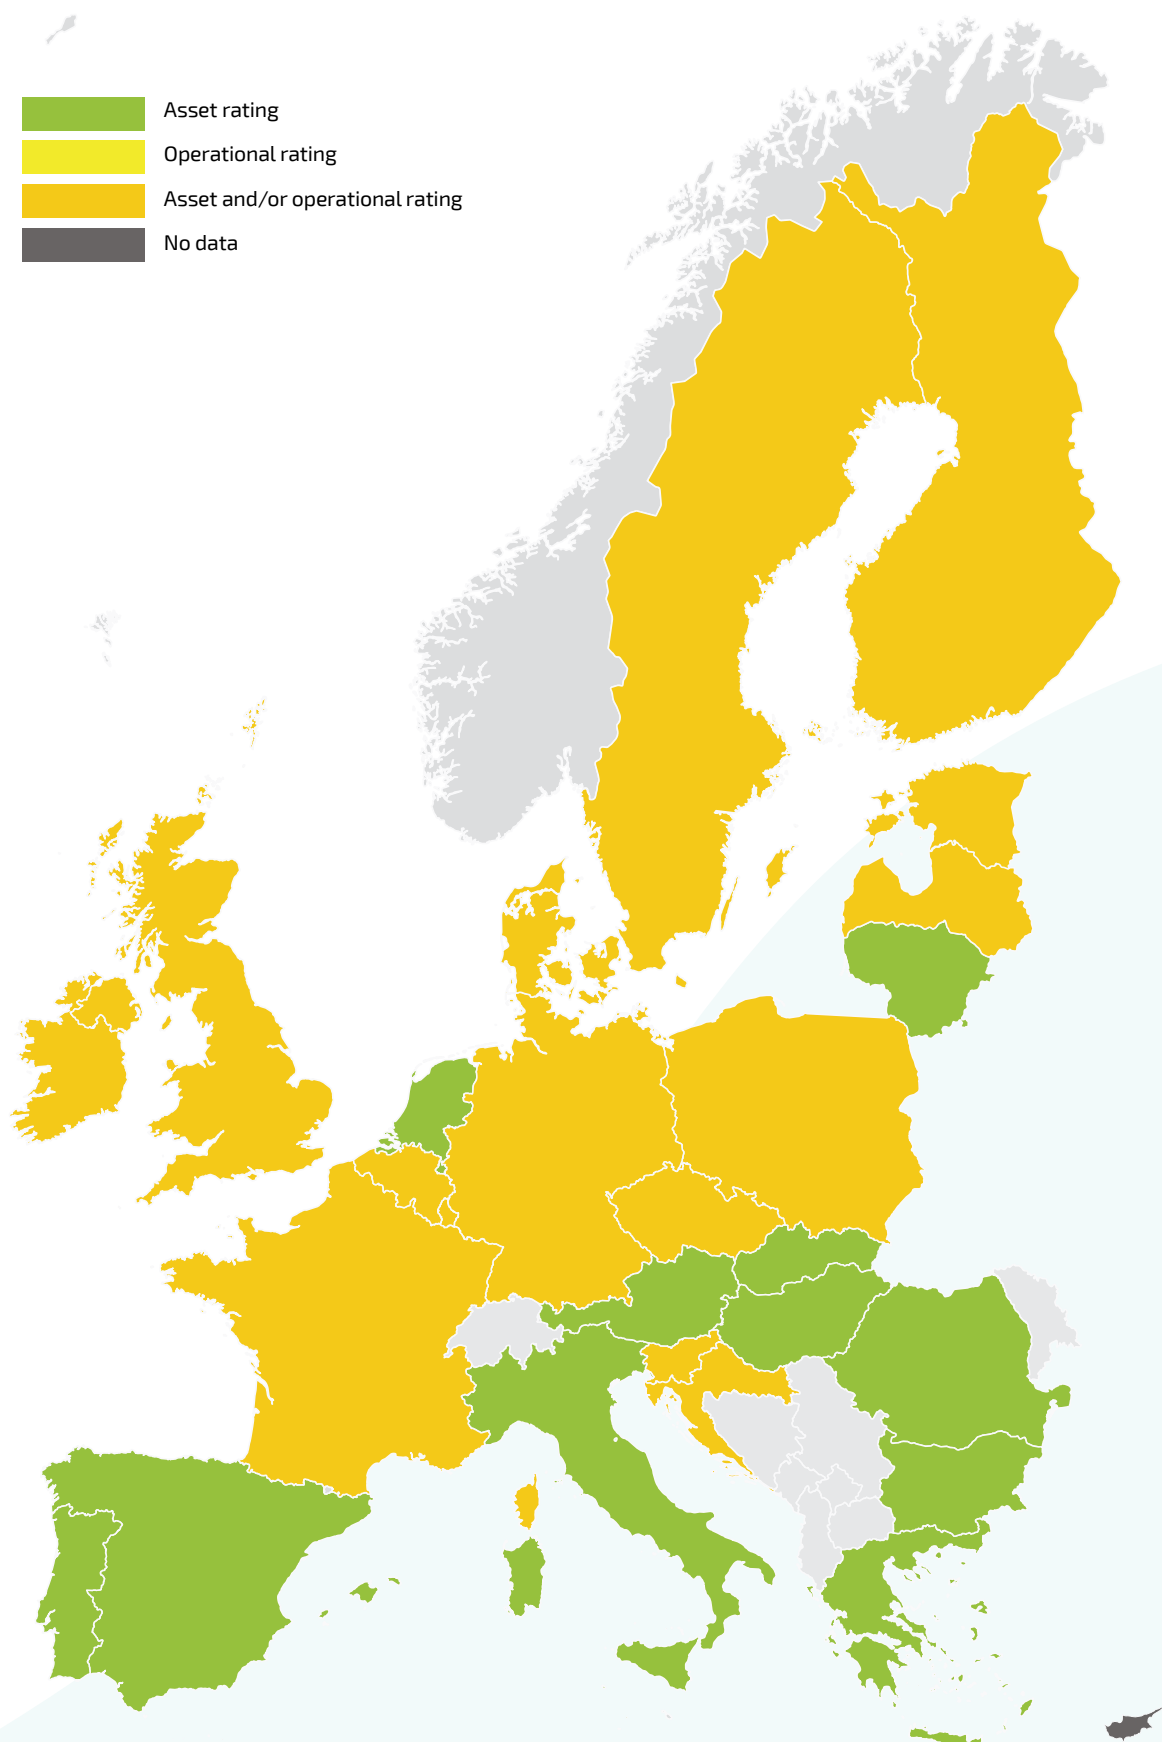 Asset rating
Operational rating
Asset and/or operational rating
No data